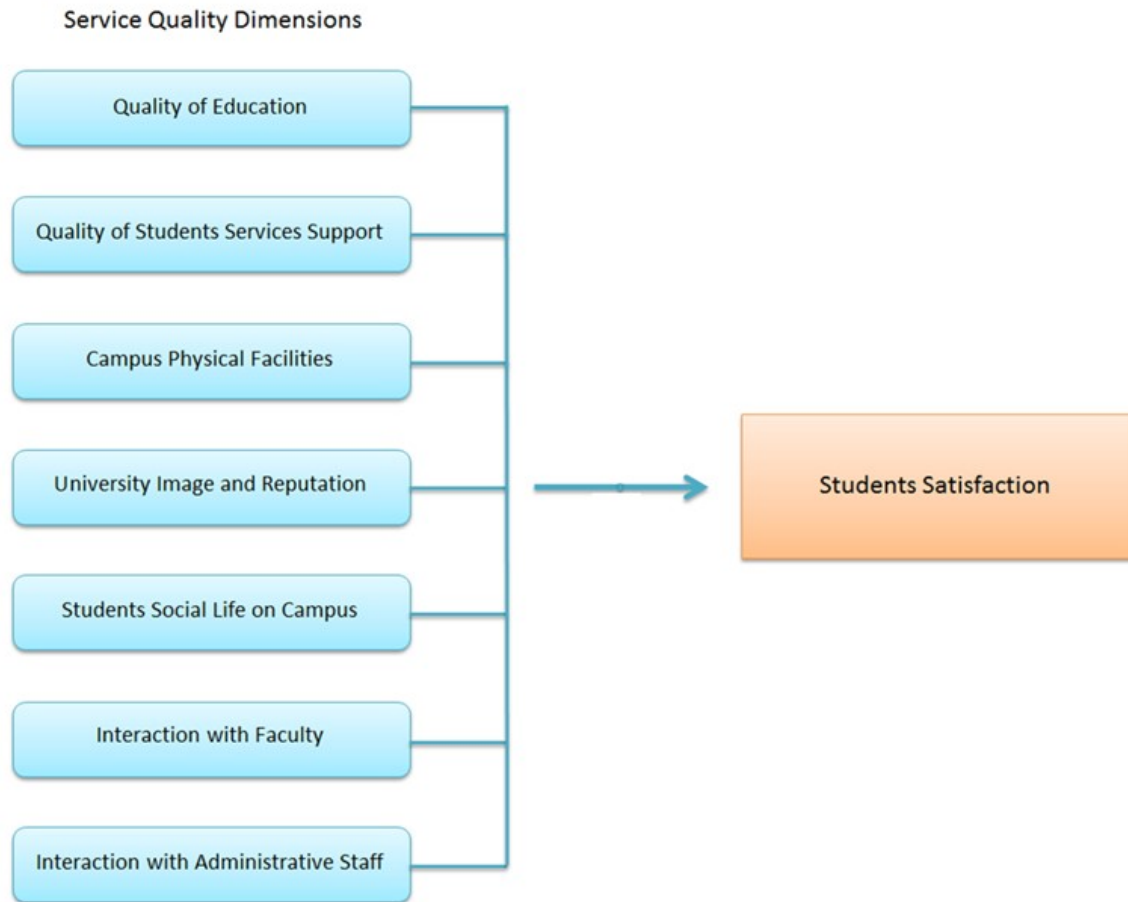 Service Quality Dimensions
Quality of Education
Quality of Students Services Support
Campus Physical Facilities
University Image and Reputation
Students Satisfaction
Students Social Life on Campus
Interaction with Faculty
Interaction with Administrative Staff